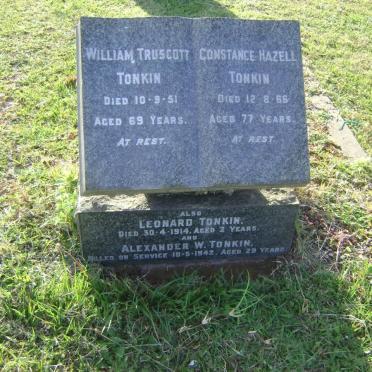 WILLIAM TRUSCOTT
TONKIN
DIED 10-9-51
AGED 69 YEARS.
AT REST.
CONSTANCE HAZELL
TONKIN
DIED 12-8-66
AGED 77 YEARS.
AT REST.
ALSO
LEONARD TONKIN.
DIED 30-4-1914, AGED 2 YEARS.
AND
ALEXANDER W. TONKIN,
KILLED ON SERVICE 10-5-1942, AGED 29 YEARS.